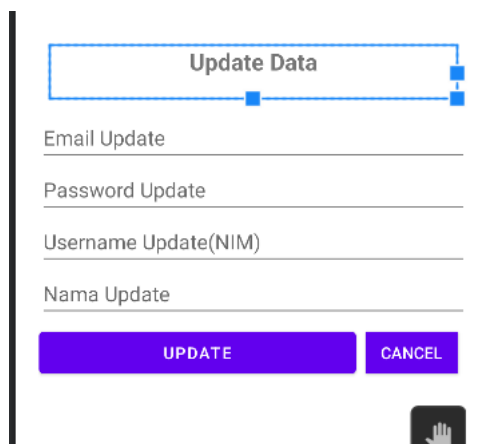 Update Data
Email Update
Password Update
Username Update(NIM)
Nama Update
UPDATE
CANCEL